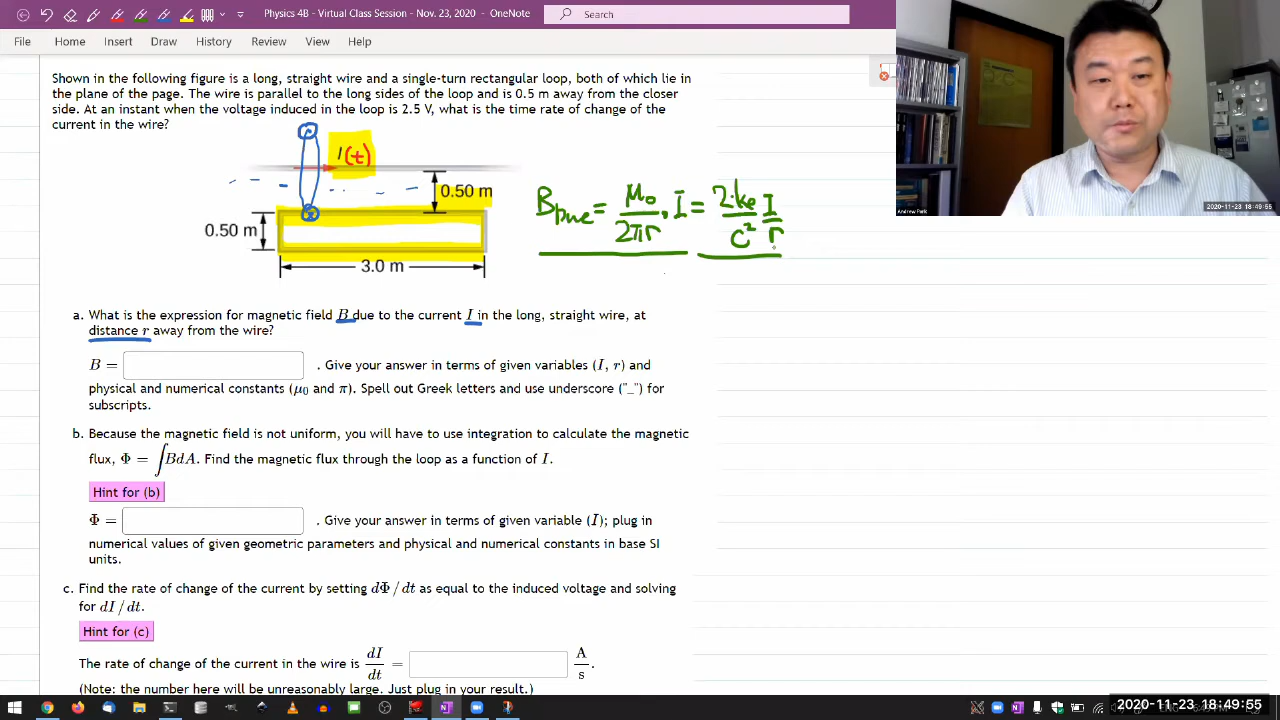 Physics 4B - Virtual Class Session - Nov. 23, 2020 - OneNote
Search
File Home Insert Draw History Review View Help
Shown in the following figure is a long, straight wire and a single-turn rectangular loop, both of which lie in
the plane of the page. The wire is parallel to the long sides of the loop and is 0.5 m away from the closer
side. At an instant when the voltage induced in the loop is 2.5 V, what is the time rate of change of the
current in the wire?
I(t)
0.50 m
0.50 m
3.0 m
B_wire = μ₀/2πr · I = 2·k_e/c² I/r
a. What is the expression for magnetic field B due to the current I in the long, straight wire, at
distance r away from the wire?
B = . Give your answer in terms of given variables (I, r) and
physical and numerical constants (μ₀ and π). Spell out Greek letters and use underscore ("_") for
subscripts.
b. Because the magnetic field is not uniform, you will have to use integration to calculate the magnetic
flux, Φ = ∫BdA. Find the magnetic flux through the loop as a function of I.
Hint for (b)
Φ = . Give your answer in terms of given variable (I); plug in
numerical values of given geometric parameters and physical and numerical constants in base SI
units.
c. Find the rate of change of the current by setting dΦ/dt as equal to the induced voltage and solving
for dI/dt.
Hint for (c)
The rate of change of the current in the wire is dI/dt = A/s.
(Note: the number here will be unreasonably large. Just plug in your result.)
Andrew Park
2020-11-23 18:49:55
2020-11-23 18:49:55